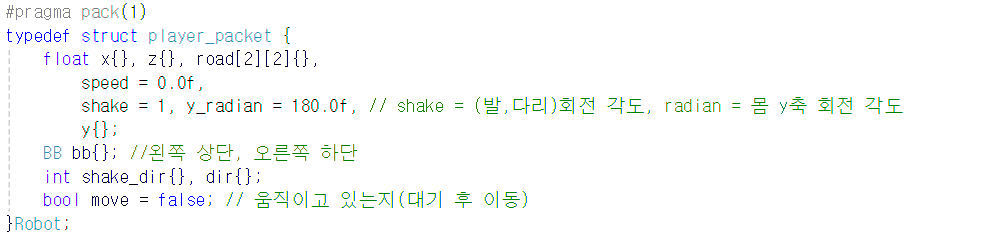 #pragma pack(1)
typedef struct player_packet {
    float x{}, z{}, road[2][2]{},
        speed = 0.0f,
        shake = 1, y_radian = 180.0f, // shake = (발,다리)회전 각도, radian = 몸 y축 회전 각도
        y{};
    BB bb{}; //왼쪽 상단, 오른쪽 하단
    int shake_dir{}, dir{};
    bool move = false; // 움직이고 있는지(대기 후 이동)
}Robot;